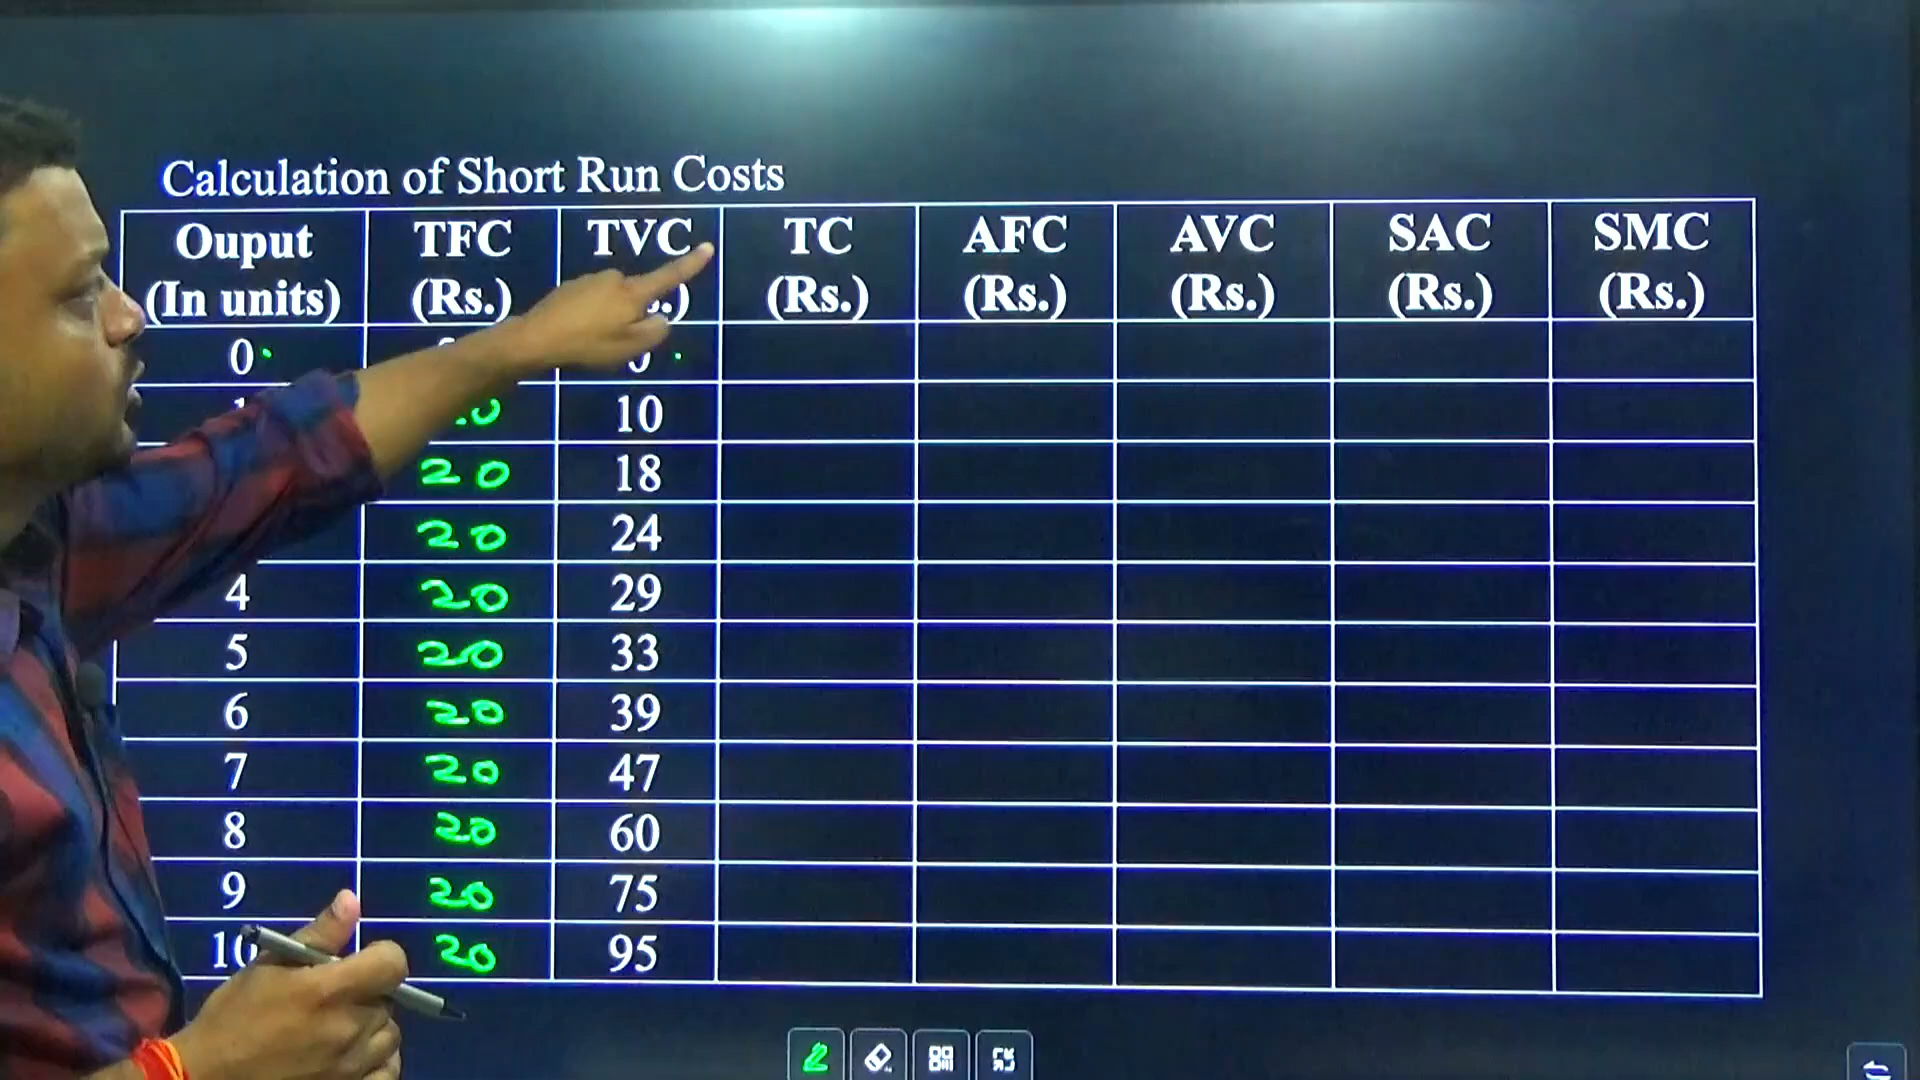 Calculation of Short Run Costs
Ouput (In units) TFC (Rs.) TVC TC (Rs.) AFC (Rs.) AVC (Rs.) SAC (Rs.) SMC (Rs.)
0
10
20 18
20 24
4 20 29
5 20 33
6 20 39
7 20 47
8 20 60
9 20 75
10 20 95